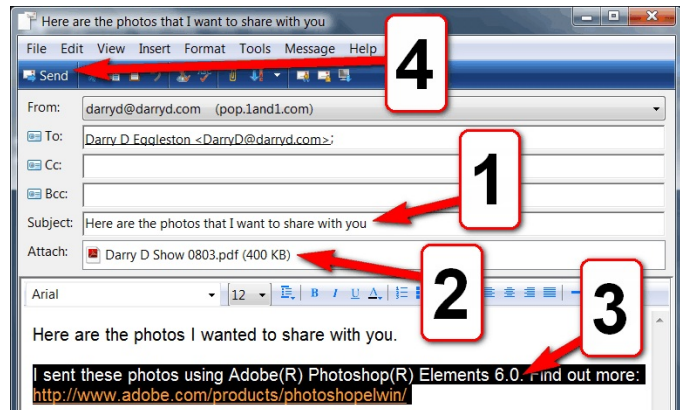 Here are the photos that I want to share with you
File Edit View Insert Format Tools Message Help
4
Send
From: darryd@darryd.com (pop.1and1.com)
To: Darry D Eggleston <DarryD@darryd.com>;
Cc:
1
Bcc:
Subject: Here are the photos that I want to share with you
Attach: Darry D Show 0803.pdf (400 KB)
2
Arial 12 B I U A
3
Here are the photos I wanted to share with you.
I sent these photos using Adobe(R) Photoshop(R) Elements 6.0. Find out more:
http://www.adobe.com/products/photoshopelwin/